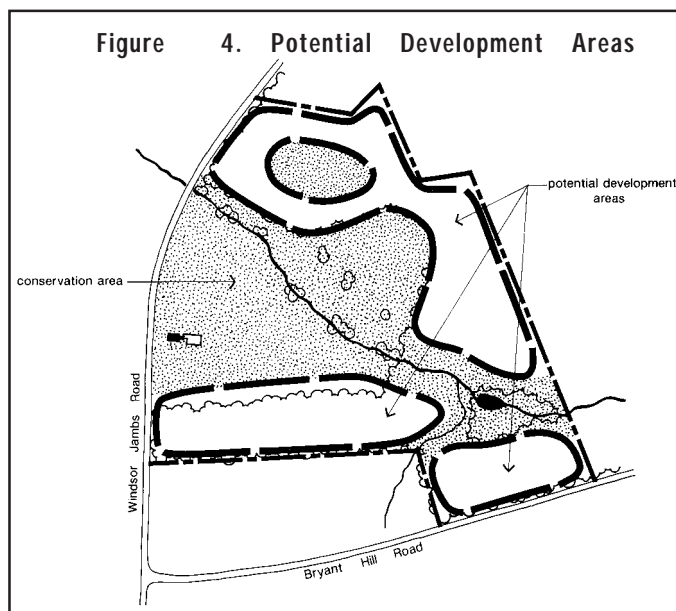 Figure 4. Potential Development Areas
potential development
areas
conservation area
Windsor Jambs Road
Bryant Hill Road